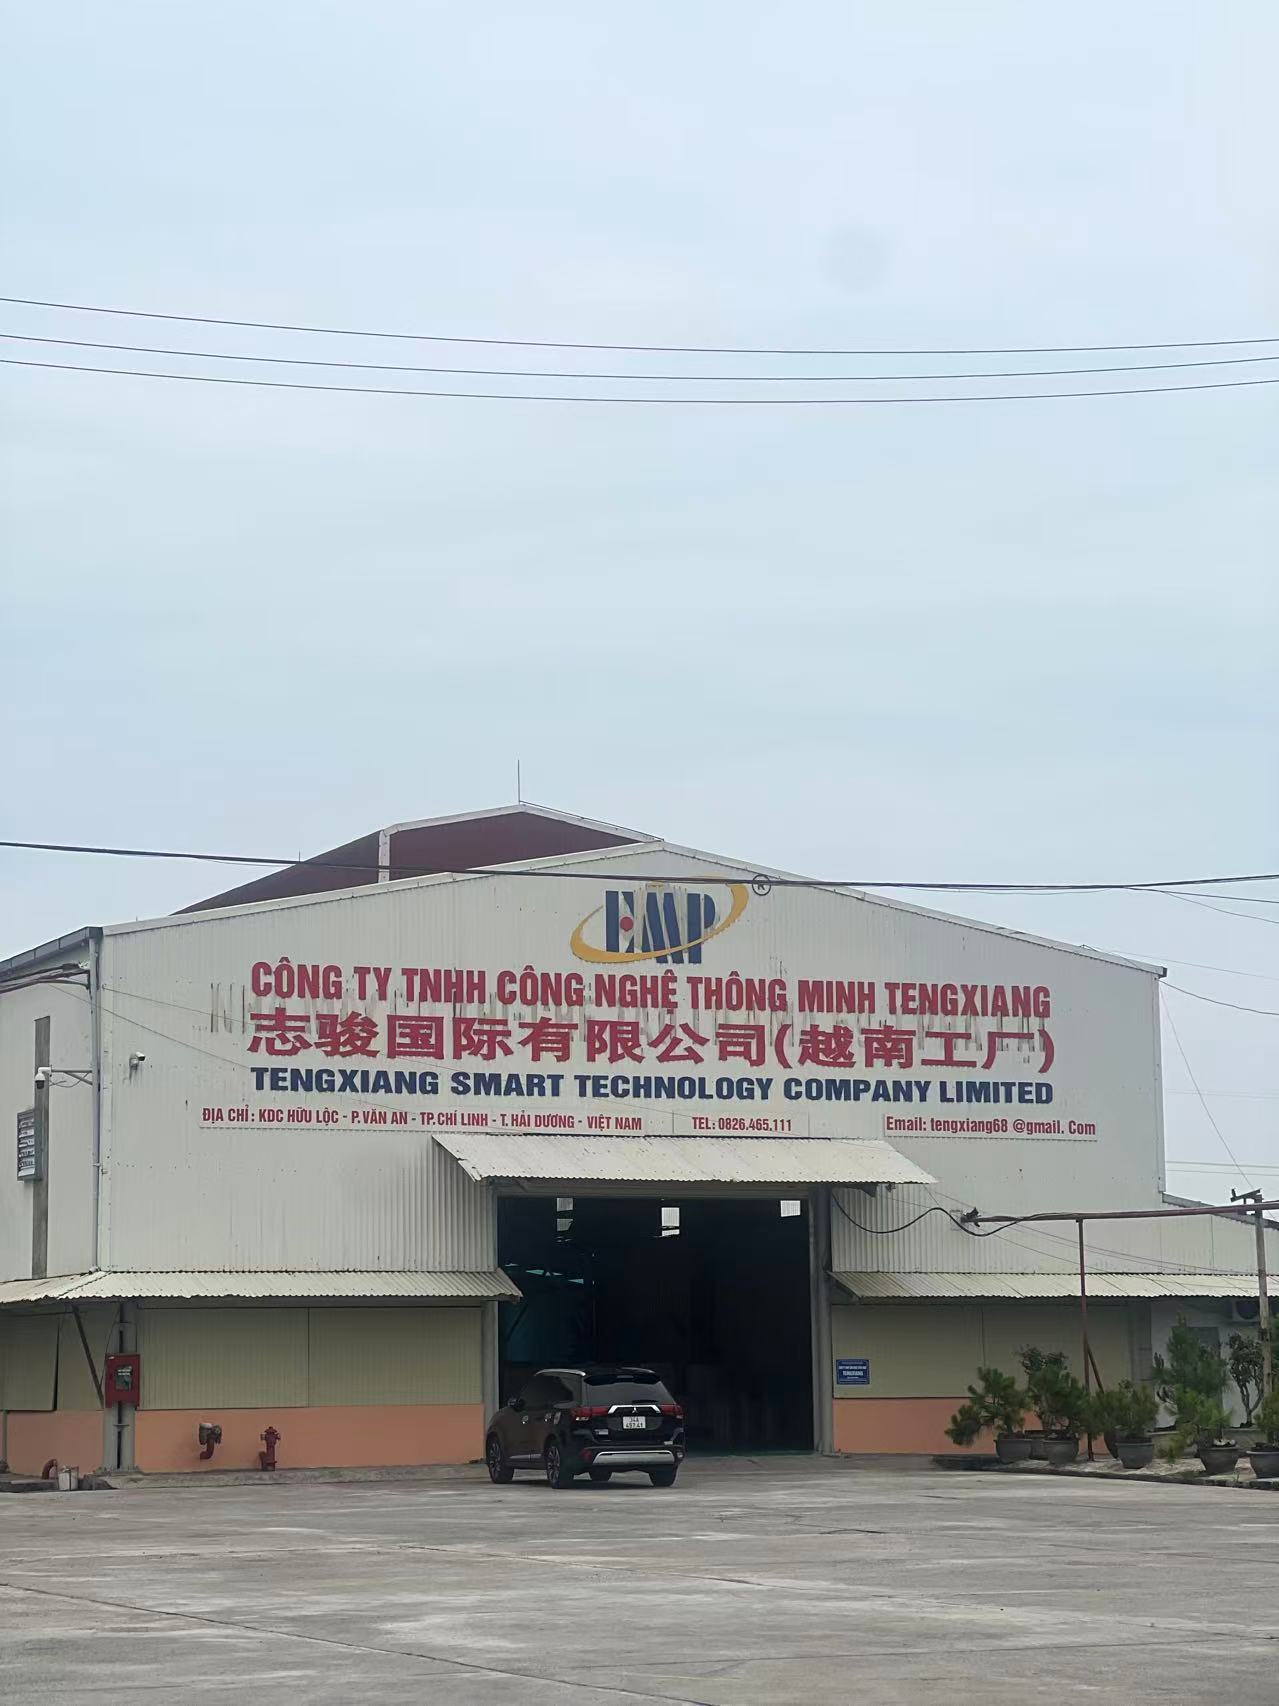 EMP ®
CÔNG TY TNHH CÔNG NGHỆ THÔNG MINH TENGXIANG
志骏国际有限公司(越南工厂)
TENGXIANG SMART TECHNOLOGY COMPANY LIMITED
ĐỊA CHỈ : KDC HỮU LỘC - P.VĂN AN - TP.CHÍ LINH - T. HẢI DƯƠNG - VIỆT NAM
TEL: 0826.465.111
Email: tengxiang68 @gmail. Com
TENGXIANG
34A